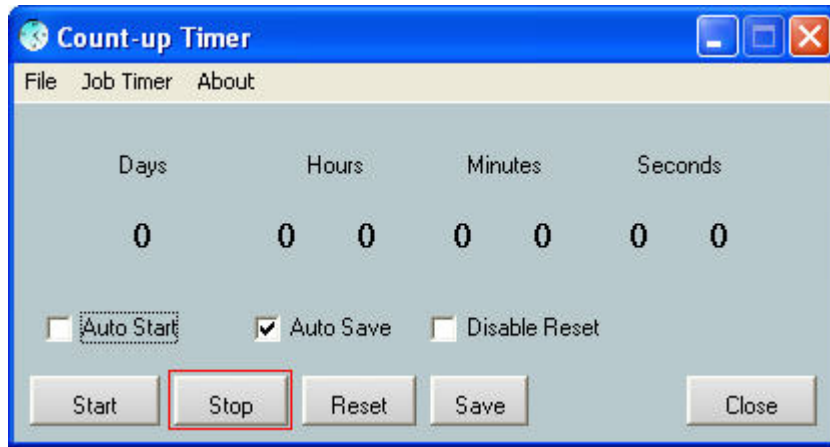 Count-up Timer
File Job Timer About
Days Hours Minutes Seconds
0 0 0 0 0 0 0
Auto Start Auto Save Disable Reset
Start Stop Reset Save Close